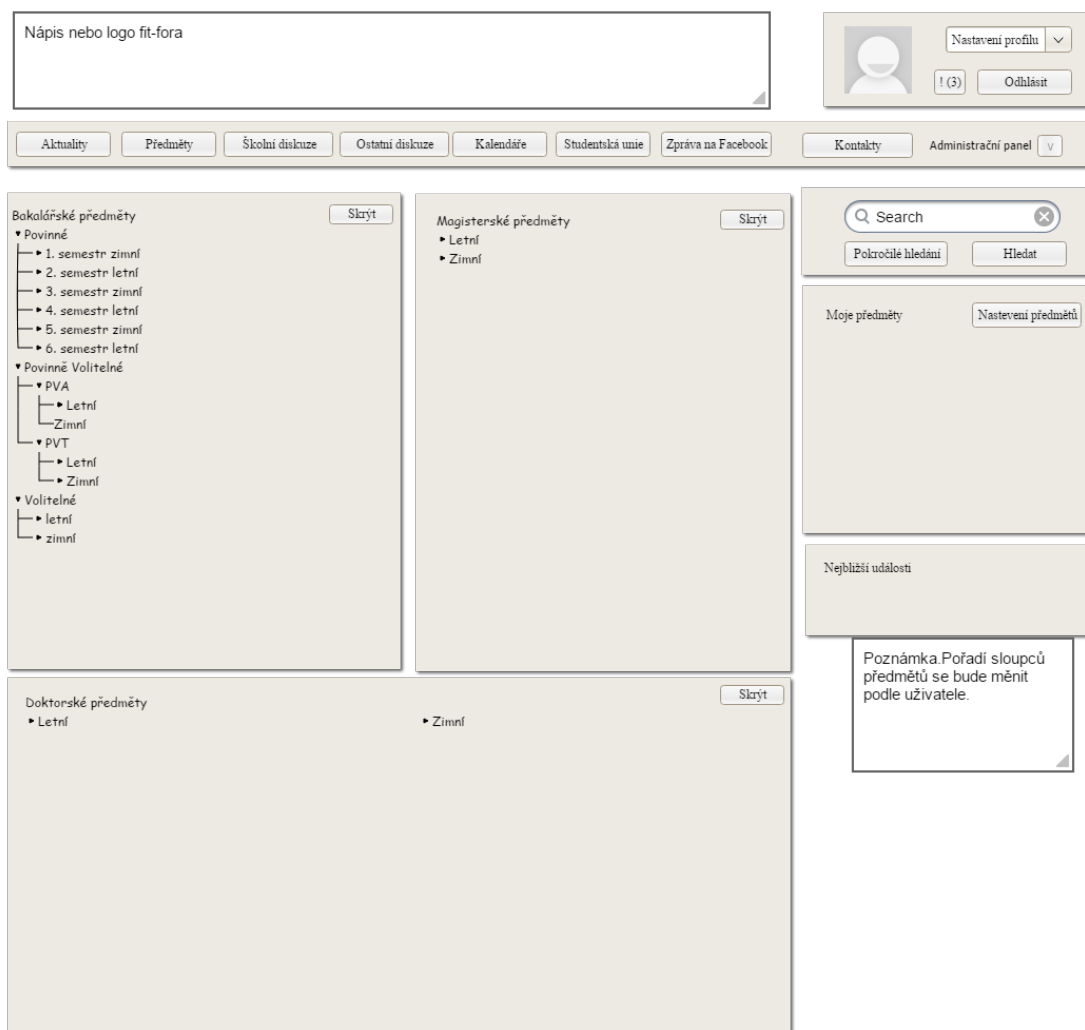 Nápis nebo logo fit-fora
Nastavení profilu
! (3)
Odhlásit
Aktuality
Předměty
Školní diskuze
Ostatní diskuze
Kalendáře
Studentská unie
Zpráva na Facebook
Kontakty
Administrační panel
v
Bakalářské předměty
Skrýt
Povinné
1. semestr zimní
2. semestr letní
3. semestr zimní
4. semestr letní
5. semestr zimní
6. semestr letní
Povinně Volitelné
PVA
Letní
Zimní
PVT
Letní
Zimní
Volitelné
letní
zimní
Magisterské předměty
Skrýt
Letní
Zimní
Search
Pokročilé hledání
Hledat
Moje předměty
Nastevení předmětů
Nejbližší události
Poznámka.Pořadí sloupců
předmětů se bude měnit
podle uživatele.
Doktorské předměty
Skrýt
Letní
Zimní